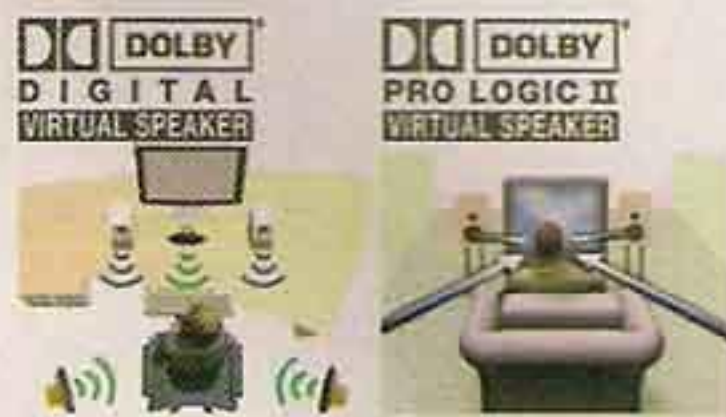 DOLBY
DIGITAL
VIRTUAL SPEAKER
DOLBY
PRO LOGIC II
VIRTUAL SPEAKER